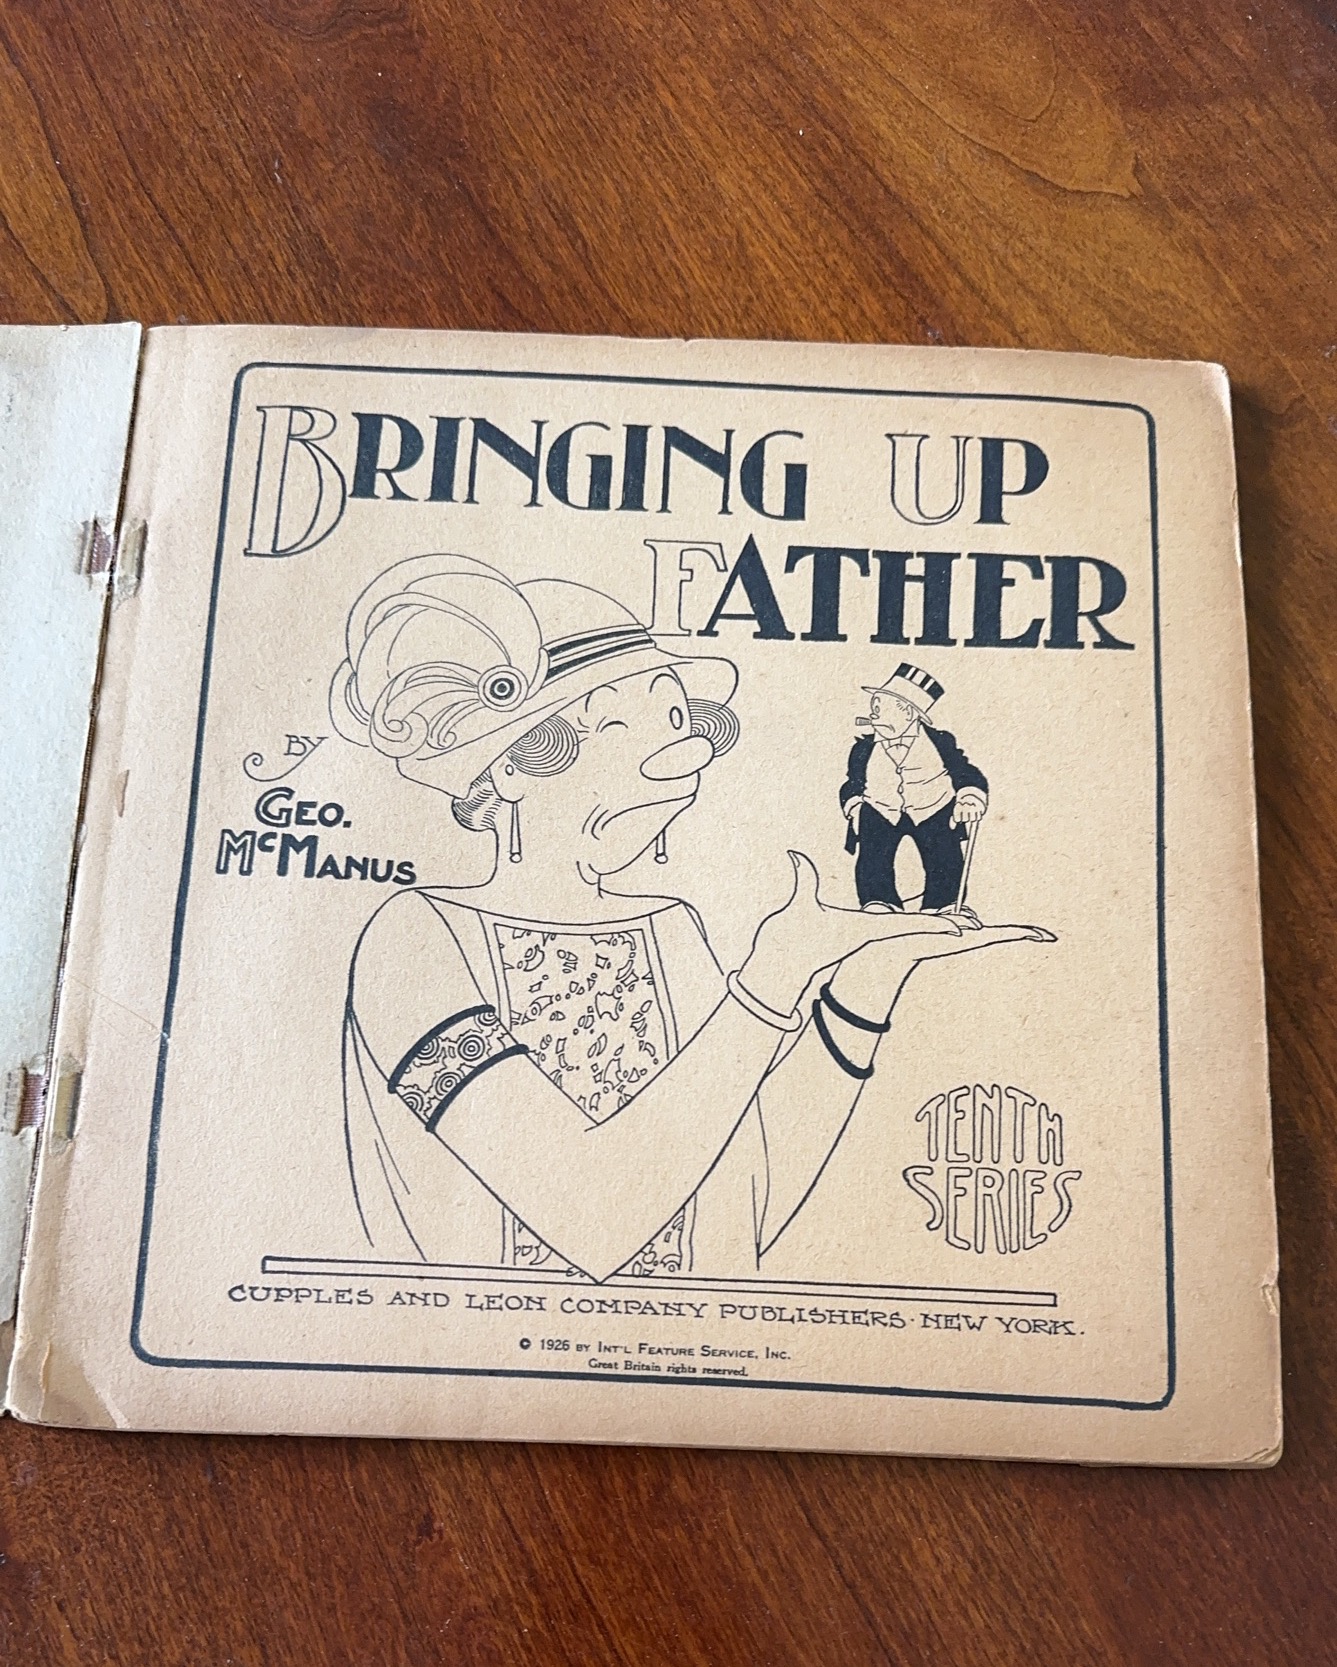 BRINGING UP
FATHER
BY
GEO.
McMANUS
TENTH
SERIES
CUPPLES AND LEON COMPANY PUBLISHERS · NEW YORK.
© 1926 BY INT'L FEATURE SERVICE, INC.
Great Britain rights reserved.